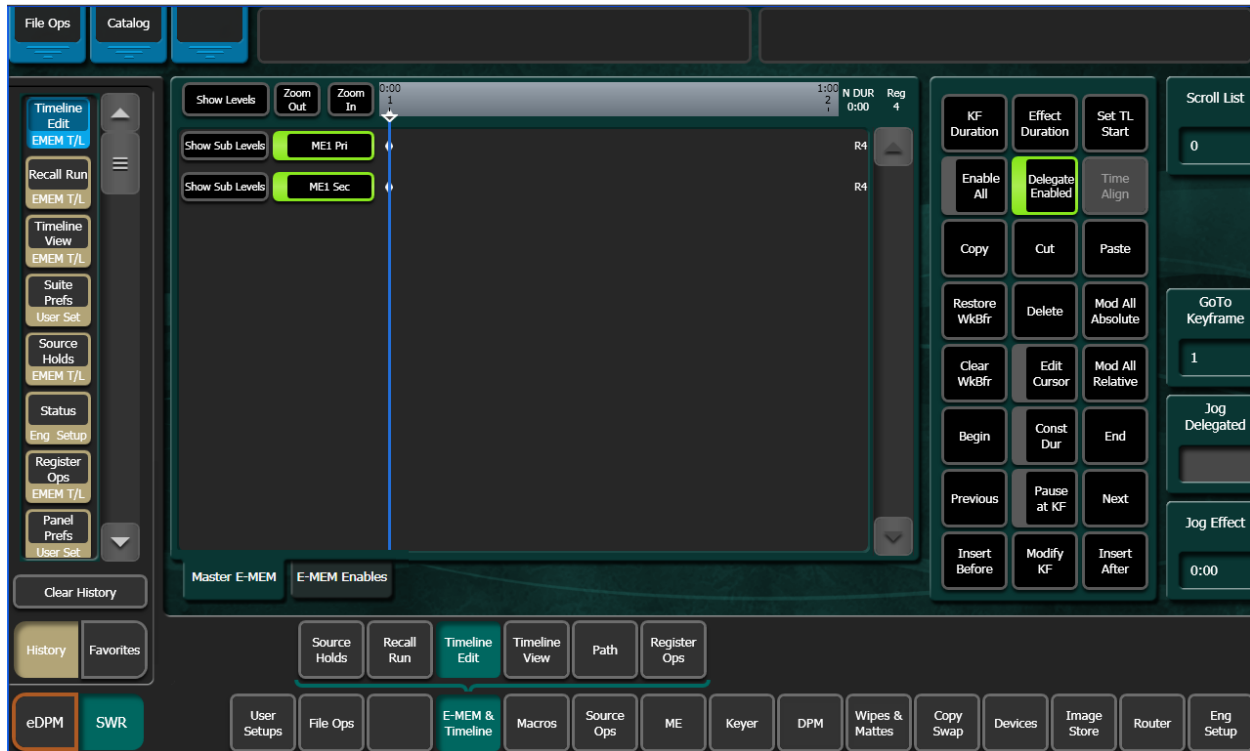 File Ops
Catalog
Timeline
Edit
EMEM T/L
Recall Run
EMEM T/L
Timeline
View
EMEM T/L
Suite
Prefs
User Set
Source
Holds
EMEM T/L
Status
Eng Setup
Register
Ops
EMEM T/L
Panel
Prefs
User Set
Clear History
History
Favorites
eDPM
SWR
Show Levels
Zoom
Out
Zoom
In
0:00
1
1:00
2
N DUR
0:00
Reg
4
Show Sub Levels
ME1 Pri
R4
Show Sub Levels
ME1 Sec
R4
Master E-MEM
E-MEM Enables
KF
Duration
Effect
Duration
Set TL
Start
Enable
All
Delegate
Enabled
Time
Align
Copy
Cut
Paste
Restore
WkBfr
Delete
Mod All
Absolute
Clear
WkBfr
Edit
Cursor
Mod All
Relative
Begin
Const
Dur
End
Previous
Pause
at KF
Next
Insert
Before
Modify
KF
Insert
After
Scroll List
0
GoTo
Keyframe
1
Jog
Delegated
Jog Effect
0:00
Source
Holds
Recall
Run
Timeline
Edit
Timeline
View
Path
Register
Ops
User
Setups
File Ops
E-MEM &
Timeline
Macros
Source
Ops
ME
Keyer
DPM
Wipes &
Mattes
Copy
Swap
Devices
Image
Store
Router
Eng
Setup